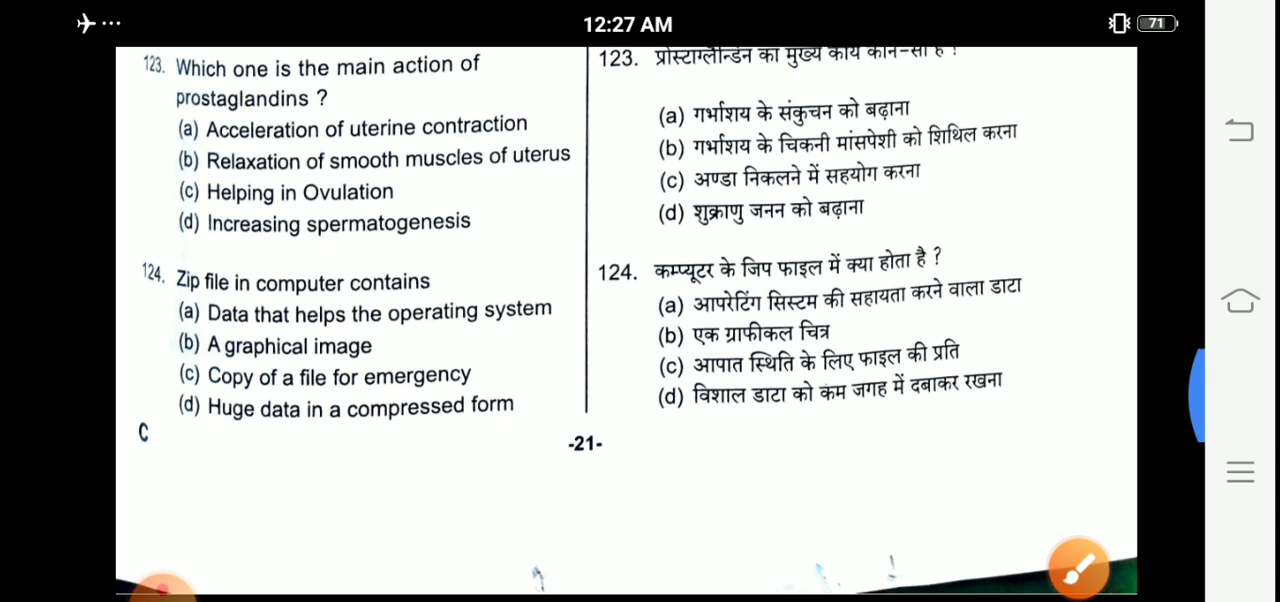 12:27 AM
71
123. Which one is the main action of
prostaglandins ?
(a) Acceleration of uterine contraction
(b) Relaxation of smooth muscles of uterus
(c) Helping in Ovulation
(d) Increasing spermatogenesis
124. Zip file in computer contains
(a) Data that helps the operating system
(b) A graphical image
(c) Copy of a file for emergency
(d) Huge data in a compressed form
C
123. प्रोस्टाग्लैन्डिन का मुख्य कार्य कौन-सा है ?
(a) गर्भाशय के संकुचन को बढ़ाना
(b) गर्भाशय के चिकनी मांसपेशी को शिथिल करना
(c) अण्डा निकलने में सहयोग करना
(d) शुक्राणु जनन को बढ़ाना
124. कम्प्यूटर के जिप फाइल में क्या होता है ?
(a) आपरेटिंग सिस्टम की सहायता करने वाला डाटा
(b) एक ग्राफीकल चित्र
(c) आपात स्थिति के लिए फाइल की प्रति
(d) विशाल डाटा को कम जगह में दबाकर रखना
-21-